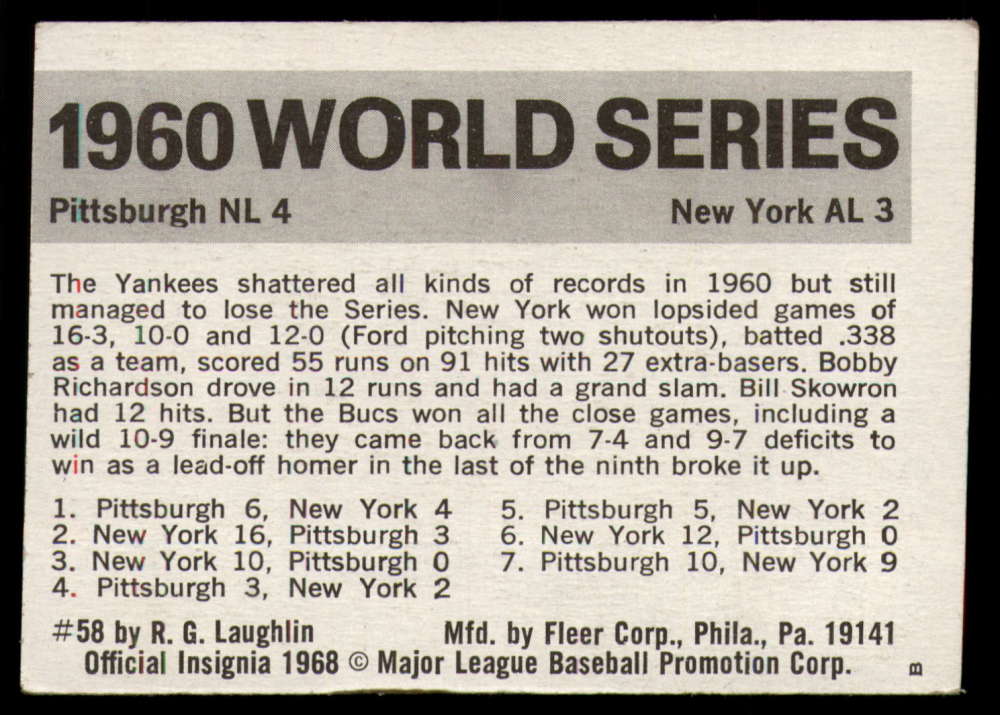 1960 WORLD SERIES
Pittsburgh NL 4 New York AL 3
The Yankees shattered all kinds of records in 1960 but still
managed to lose the Series. New York won lopsided games of
16-3, 10-0 and 12-0 (Ford pitching two shutouts), batted .338
as a team, scored 55 runs on 91 hits with 27 extra-basers. Bobby
Richardson drove in 12 runs and had a grand slam. Bill Skowron
had 12 hits. But the Bucs won all the close games, including a
wild 10-9 finale: they came back from 7-4 and 9-7 deficits to
win as a lead-off homer in the last of the ninth broke it up.
1. Pittsburgh 6, New York 4
2. New York 16, Pittsburgh 3
3. New York 10, Pittsburgh 0
4. Pittsburgh 3, New York 2
5. Pittsburgh 5, New York 2
6. New York 12, Pittsburgh 0
7. Pittsburgh 10, New York 9
#58 by R. G. Laughlin Mfd. by Fleer Corp., Phila., Pa. 19141
Official Insignia 1968 © Major League Baseball Promotion Corp.
B